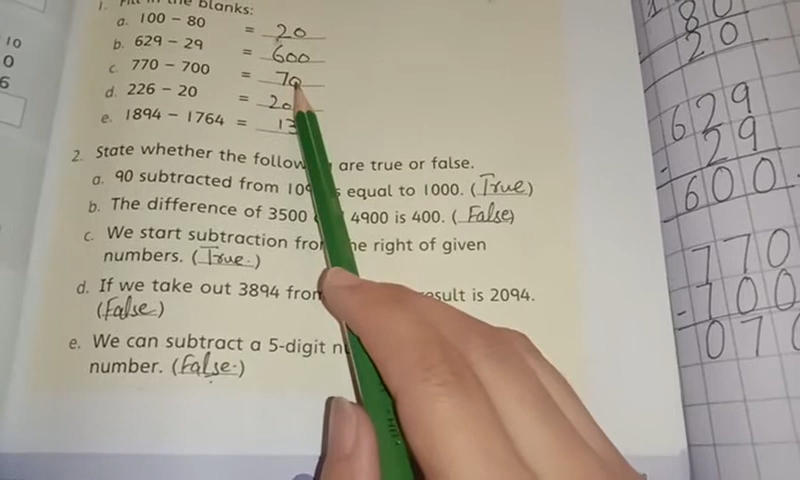 1. Fill in the blanks:
a. 100 - 80 = 20
b. 629 - 29 = 600
c. 770 - 700 = 70
d. 226 - 20 = 20
e. 1894 - 1764 = 13
2. State whether the follow are true or false.
a. 90 subtracted from 109 equal to 1000. (True)
b. The difference of 3500 4900 is 400. (False)
c. We start subtraction from the right of given
numbers. (True.)
d. If we take out 3894 from result is 2094.
(False)
e. We can subtract a 5-digit
number. (False.)
10
0
6
80
20
629
- 29
600
770
- 700
070